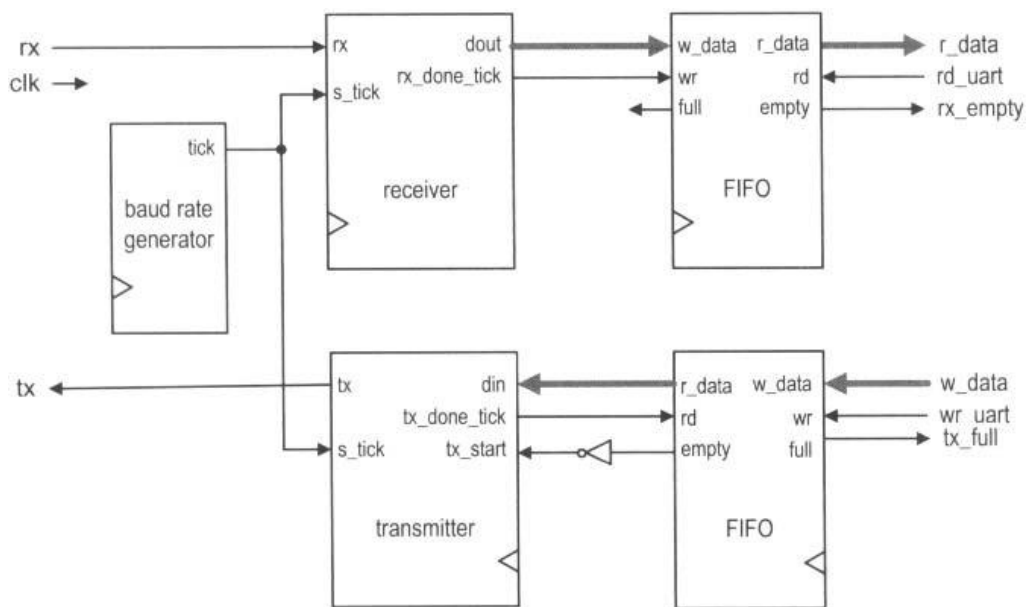 rx
clk
rx
dout
rx_done_tick
s_tick
receiver
w_data
r_data
wr
rd
full
empty
FIFO
r_data
rd_uart
rx_empty
tick
baud rate
generator
tx
tx
din
tx_done_tick
s_tick
tx_start
transmitter
r_data
w_data
rd
wr
empty
full
FIFO
w_data
wr_uart
tx_full